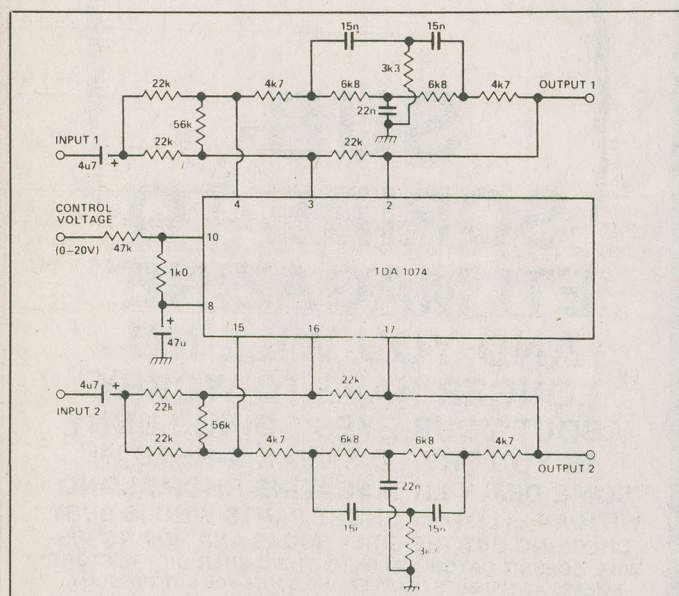 15n
15n
3k3
22k
4k7
6k8
6k8
4k7
OUTPUT 1
56k
22n
INPUT 1
22k
22k
4u7
+
4
3
2
CONTROL
VOLTAGE
(0–20V)
47k
10
1k0
TDA 1074
8
+
47u
15
16
17
4u7
+
22k
INPUT 2
22k
56k
22k
4k7
6k8
6k8
4k7
OUTPUT 2
22n
15n
15n